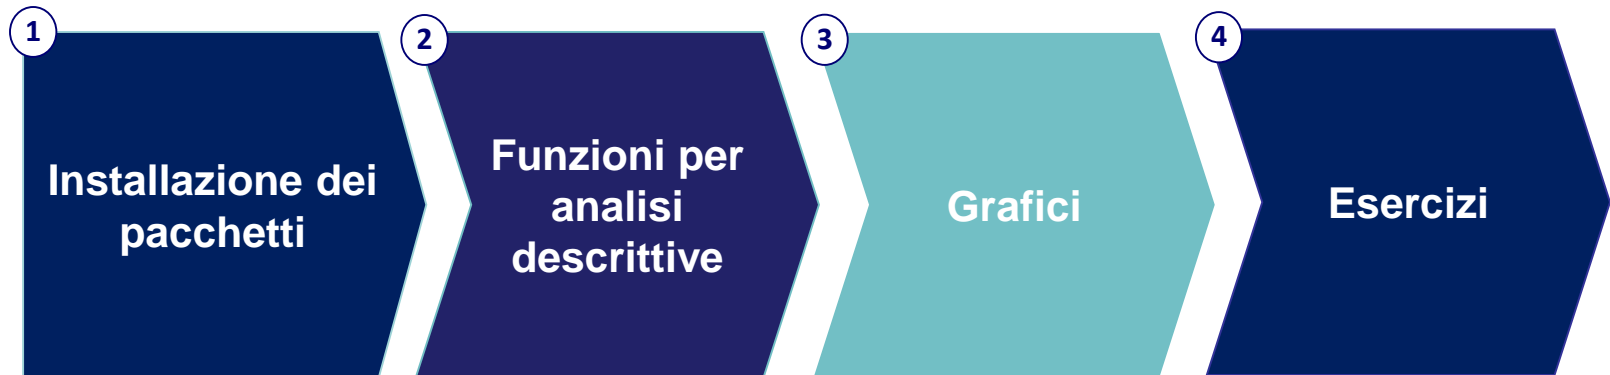 1
Installazione dei
pacchetti
2
Funzioni per
analisi
descrittive
3
Grafici
4
Esercizi